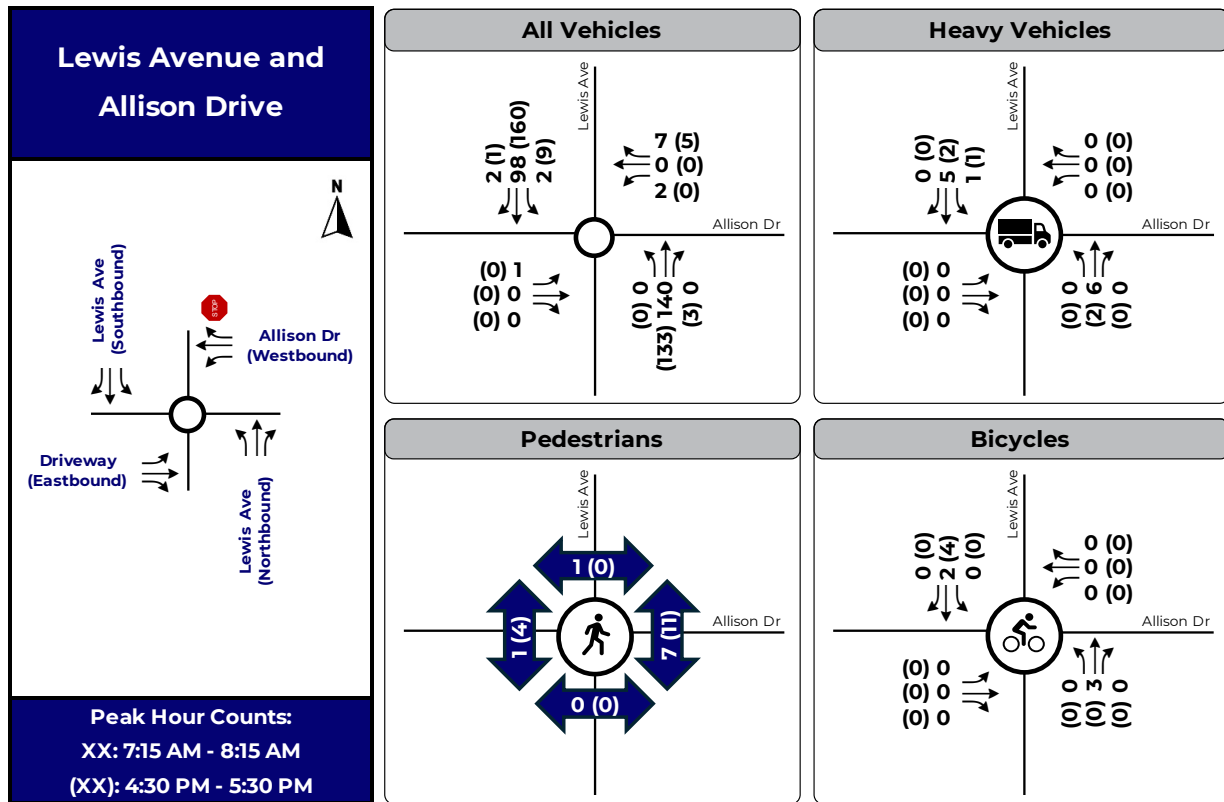 Lewis Avenue and
Allison Drive
N
Lewis Ave
(Southbound)
STOP
Allison Dr
(Westbound)
Driveway
(Eastbound)
Lewis Ave
(Northbound)
Peak Hour Counts:
XX: 7:15 AM - 8:15 AM
(XX): 4:30 PM - 5:30 PM
All Vehicles
Lewis Ave
2 (1)
98 (160)
2 (9)
7 (5)
0 (0)
2 (0)
Allison Dr
(0) 1
(0) 0
(0) 0
(0) 0
(133) 140
(3) 0
Heavy Vehicles
Lewis Ave
0 (0)
5 (2)
1 (1)
0 (0)
0 (0)
0 (0)
Allison Dr
(0) 0
(0) 0
(0) 0
(0) 0
(2) 6
(0) 0
Pedestrians
Lewis Ave
1 (0)
1 (4)
7 (11)
Allison Dr
0 (0)
Bicycles
Lewis Ave
0 (0)
2 (4)
0 (0)
0 (0)
0 (0)
0 (0)
Allison Dr
(0) 0
(0) 0
(0) 0
(0) 0
(0) 3
(0) 0